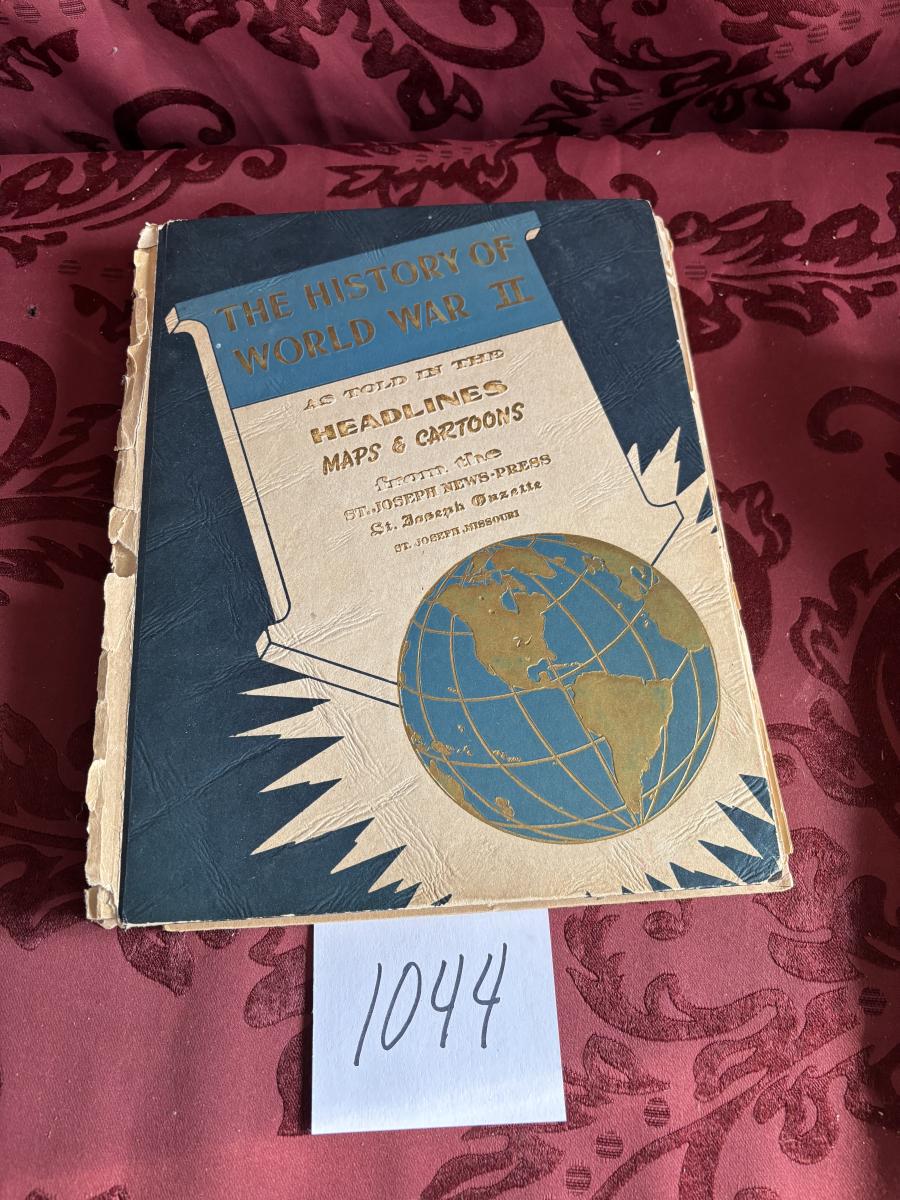 THE HISTORY OF
WORLD WAR II
AS TOLD IN THE
HEADLINES
MAPS & CARTOONS
from the
ST. JOSEPH NEWS-PRESS
St. Joseph Gazette
ST. JOSEPH, MISSOURI
1044